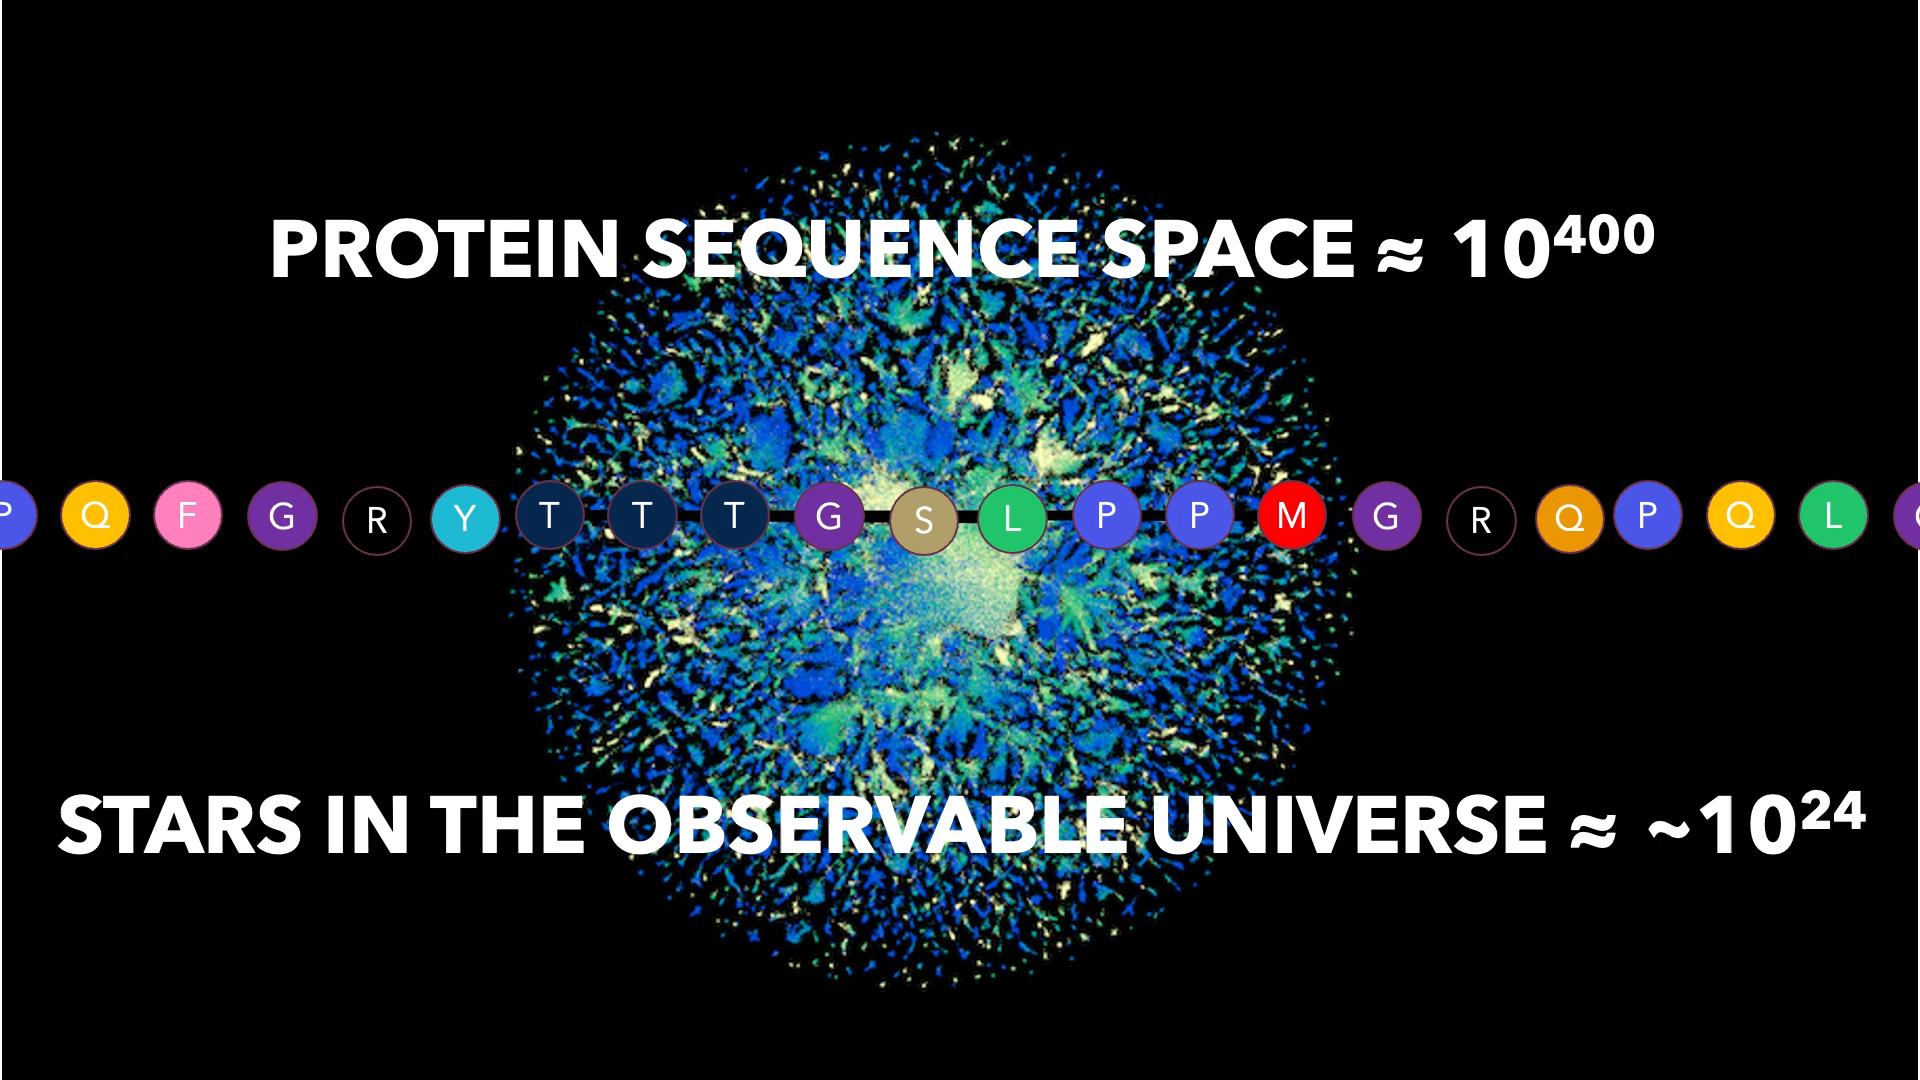 PROTEIN SEQUENCE SPACE ≈ 10⁴⁰⁰
P Q F G R Y T T T G S L P P M G R Q P Q L
STARS IN THE OBSERVABLE UNIVERSE ≈ ~10²⁴